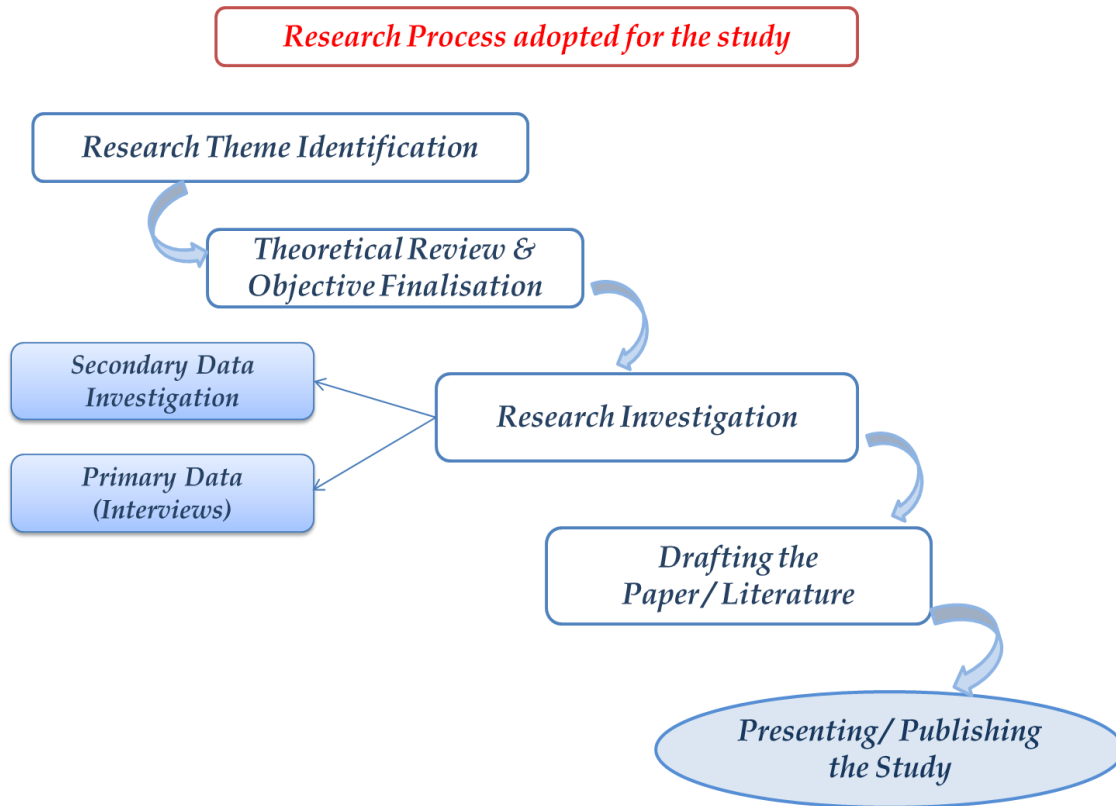 Research Process adopted for the study
Research Theme Identification
Theoretical Review &
Objective Finalisation
Secondary Data
Investigation
Research Investigation
Primary Data
(Interviews)
Drafting the
Paper / Literature
Presenting/ Publishing
the Study